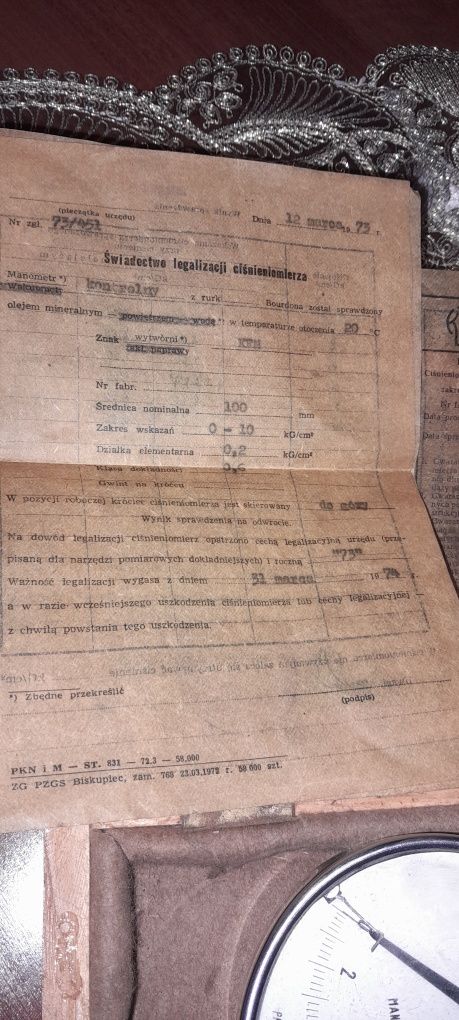 (pieczątka urzędu)
Dnia 12 marca 1973 r.
Nr zgł. 73/451
Świadectwo legalizacji ciśnieniomierza
Manometr*) kontrolny z rurką Bourdona został sprawdzony
olejem mineralnym – powietrzem – wodą*) w temperaturze otoczenia 20 °C
Znak wytwórni*) KFM
zakł. naprawy
Nr fabr.
Średnica nominalna 100 mm
Zakres wskazań 0 – 10 kG/cm²
Działka elementarna 0,2 kG/cm²
Klasa dokładności 0,6
Gwint na króćcu
W pozycji roboczej króciec ciśnieniomierza jest skierowany do góry
Wynik sprawdzenia na odwrocie.
Na dowód legalizacji ciśnieniomierz opatrzono cechą legalizacyjną urzędu (prze-
pisaną dla narzędzi pomiarowych dokładniejszych) i roczną "73"
Ważność legalizacji wygasa z dniem 31 marca 1974 r.
a w razie wcześniejszego uszkodzenia ciśnieniomierza lub cechy legalizacyjnej –
z chwilą powstania tego uszkodzenia.
*) Zbędne przekreślić
(podpis)
PKN i M — ST. 831 — 72.3 — 58.000
ZG PZGS Biskupiec, zam. 768 23.03.1972 r. 58 000 szt.
2